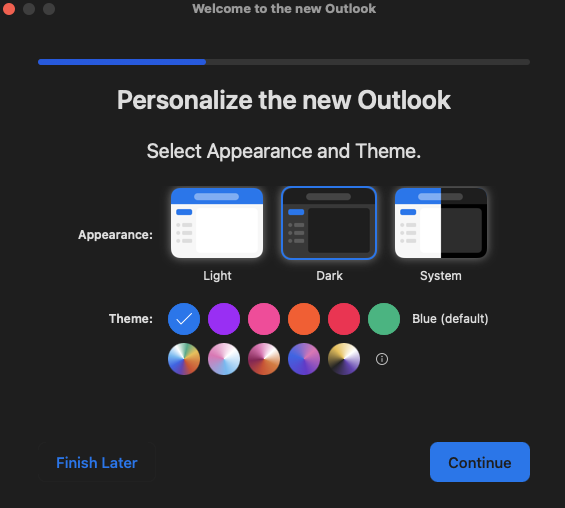 Welcome to the new Outlook
Personalize the new Outlook
Select Appearance and Theme.
Appearance:
Light
Dark
System
Theme:
Blue (default)
Finish Later
Continue